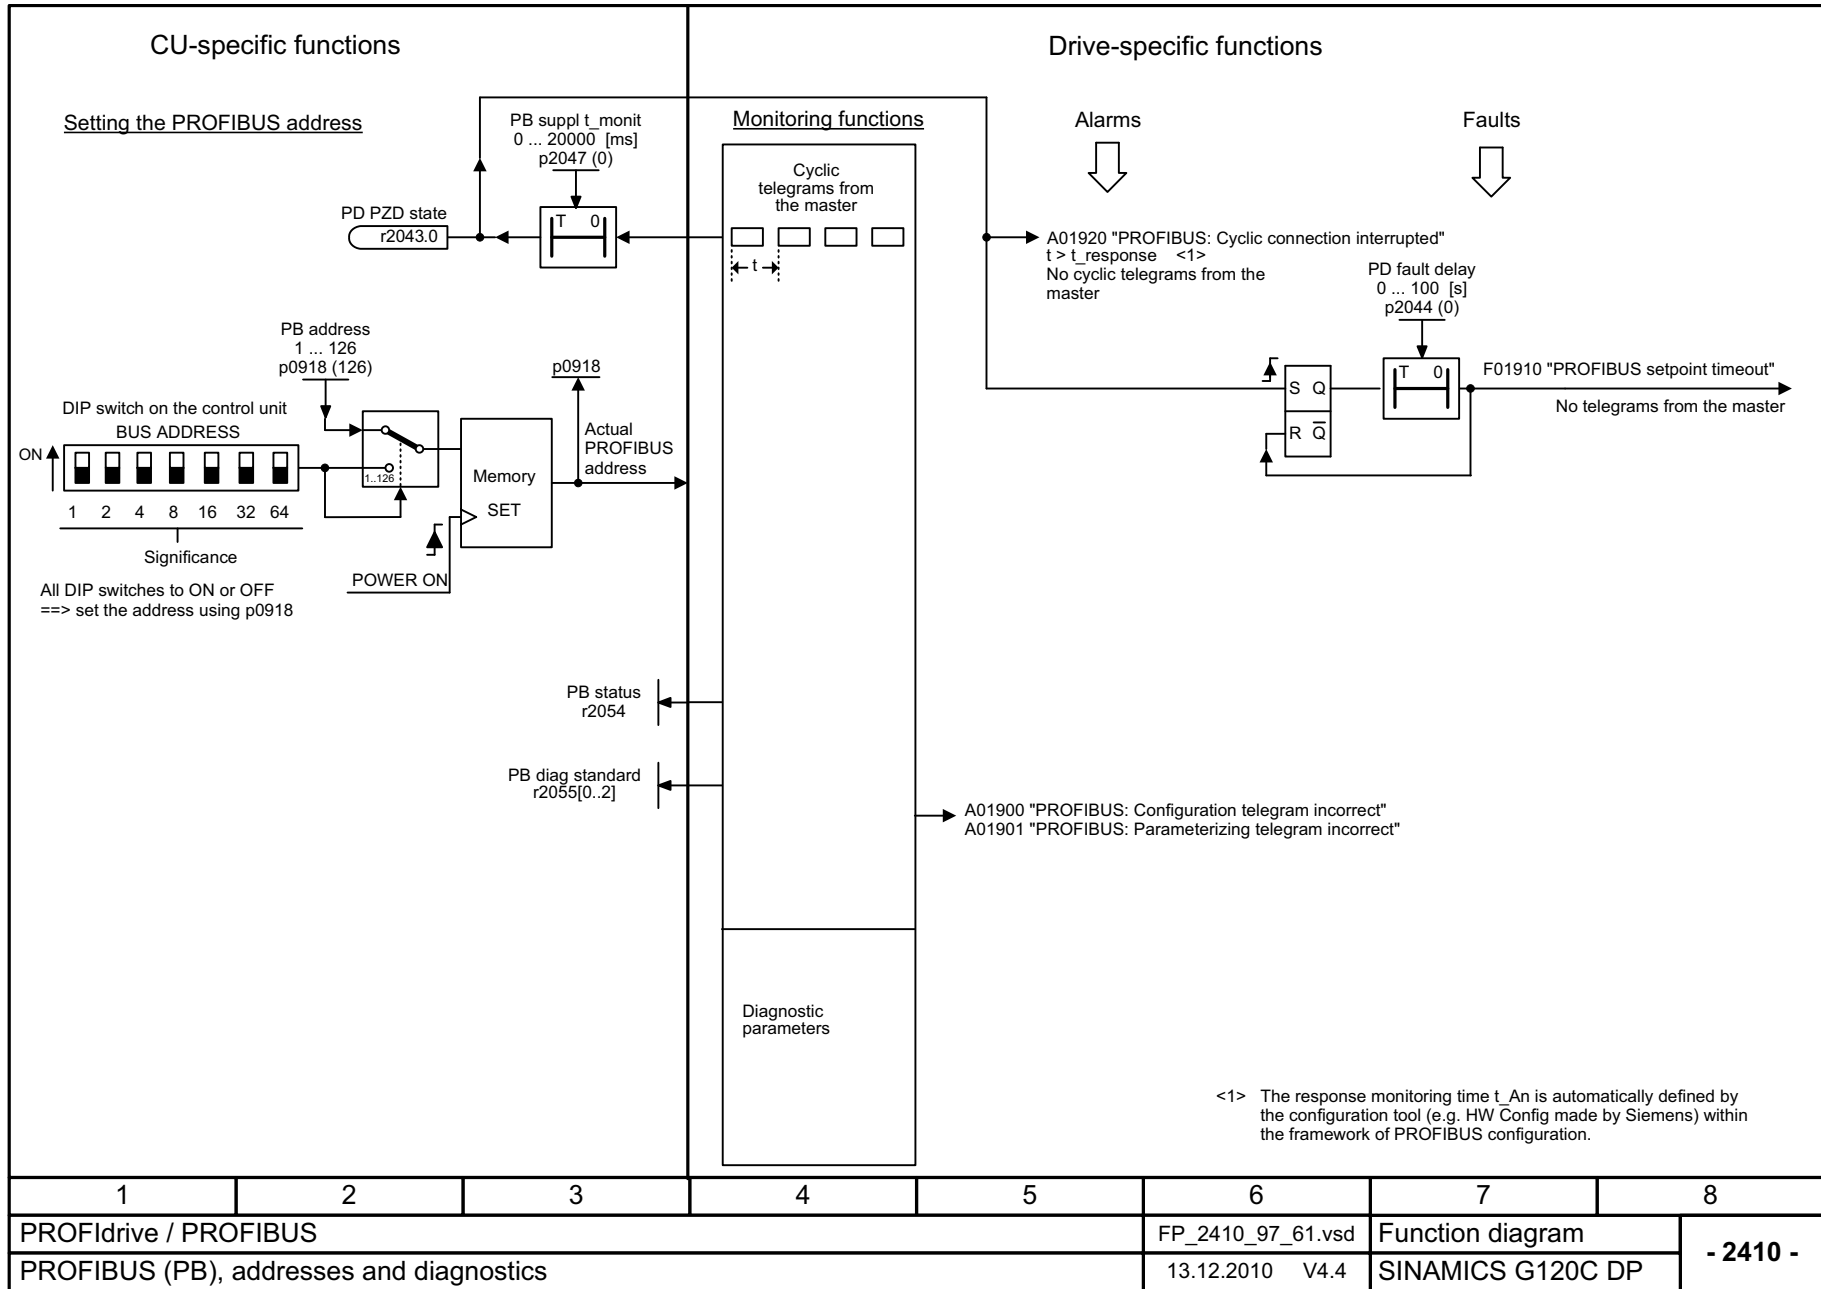 CU-specific functions
Drive-specific functions
Setting the PROFIBUS address
PB suppl t_monit
0 ... 20000 [ms]
p2047 (0)
Monitoring functions
Alarms
Faults
Cyclic
telegrams from
the master
PD PZD state
r2043.0
T 0
t
A01920 "PROFIBUS: Cyclic connection interrupted"
t > t_response <1>
No cyclic telegrams from the
master
PD fault delay
0 ... 100 [s]
p2044 (0)
PB address
1 ... 126
p0918 (126)
p0918
S Q
R Q
T 0
F01910 "PROFIBUS setpoint timeout"
No telegrams from the master
DIP switch on the control unit
BUS ADDRESS
ON
1..126
Actual
PROFIBUS
address
Memory
SET
1 2 4 8 16 32 64
Significance
POWER ON
All DIP switches to ON or OFF
==> set the address using p0918
PB status
r2054
PB diag standard
r2055[0..2]
A01900 "PROFIBUS: Configuration telegram incorrect"
A01901 "PROFIBUS: Parameterizing telegram incorrect"
Diagnostic
parameters
<1> The response monitoring time t_An is automatically defined by
the configuration tool (e.g. HW Config made by Siemens) within
the framework of PROFIBUS configuration.
1 2 3 4 5 6 7 8
PROFIdrive / PROFIBUS
FP_2410_97_61.vsd
Function diagram
- 2410 -
PROFIBUS (PB), addresses and diagnostics
13.12.2010 V4.4
SINAMICS G120C DP